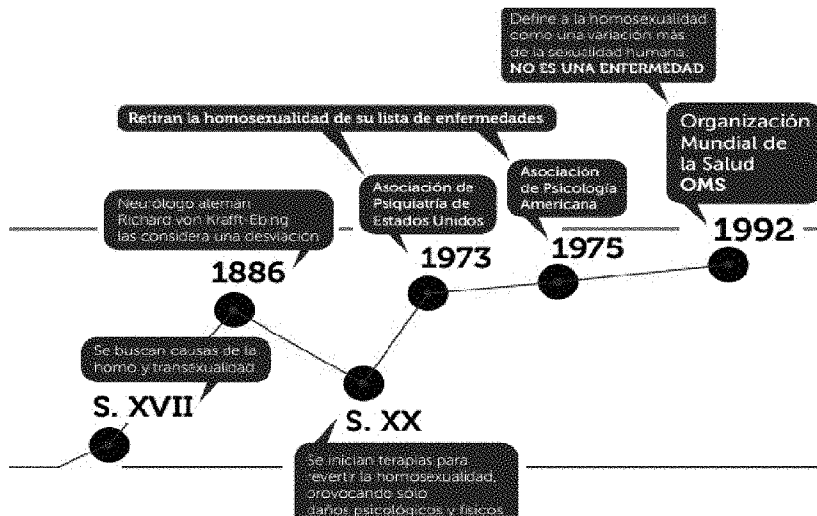 Define a la homosexualidad
como una variación más
de la sexualidad humana
NO ES UNA ENFERMEDAD
Retiran la homosexualidad de su lista de enfermedades
Organización
Mundial de
la Salud
OMS
Asociación de
Psiquiatría de
Estados Unidos
Asociación
de Psicología
Americana
Neurólogo alemán
Richard von Krafft-Ebing
las considera una desviación
1992
1973
1975
1886
Se buscan causas de la
homo y transexualidad
S. XVII
S. XX
Se inician terapias para
revertir la homosexualidad,
provocando sólo
daños psicológicos y físicos